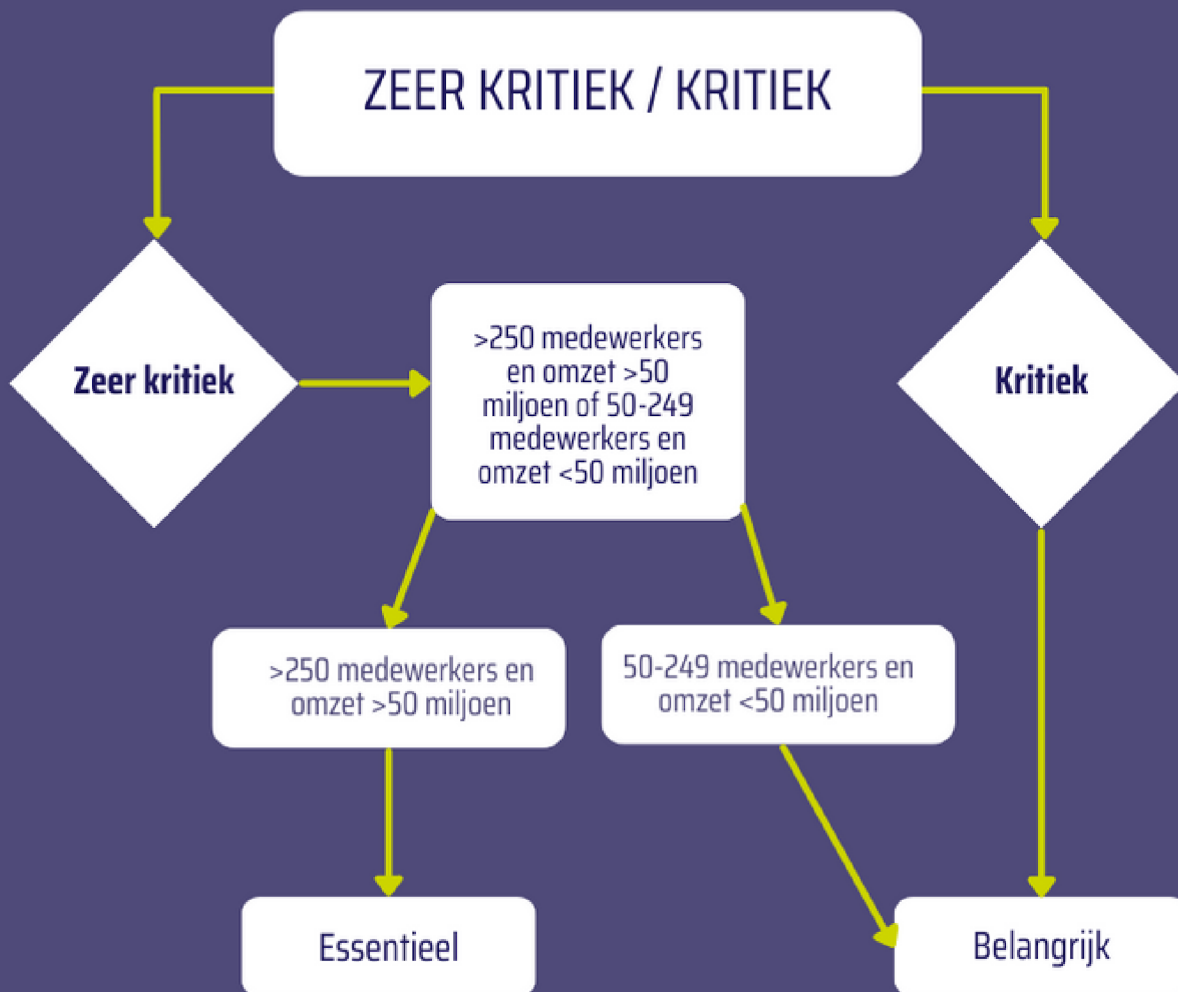 ZEER KRITIEK / KRITIEK
Zeer kritiek
>250 medewerkers
en omzet >50
miljoen of 50-249
medewerkers en
omzet <50 miljoen
Kritiek
>250 medewerkers en
omzet >50 miljoen
50-249 medewerkers en
omzet <50 miljoen
Essentieel
Belangrijk